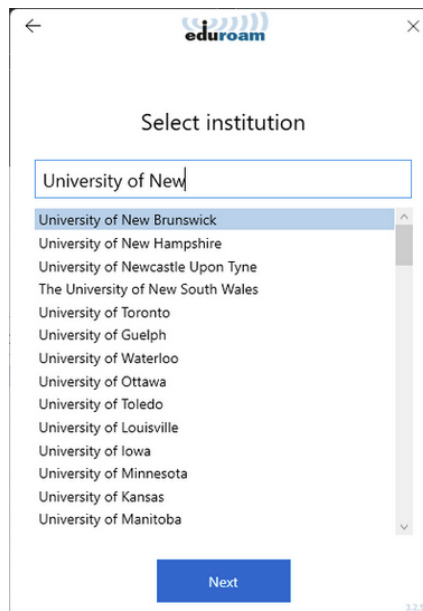 eduroam
Select institution
University of New
University of New Brunswick
University of New Hampshire
University of Newcastle Upon Tyne
The University of New South Wales
University of Toronto
University of Guelph
University of Waterloo
University of Ottawa
University of Toledo
University of Louisville
University of Iowa
University of Minnesota
University of Kansas
University of Manitoba
Next